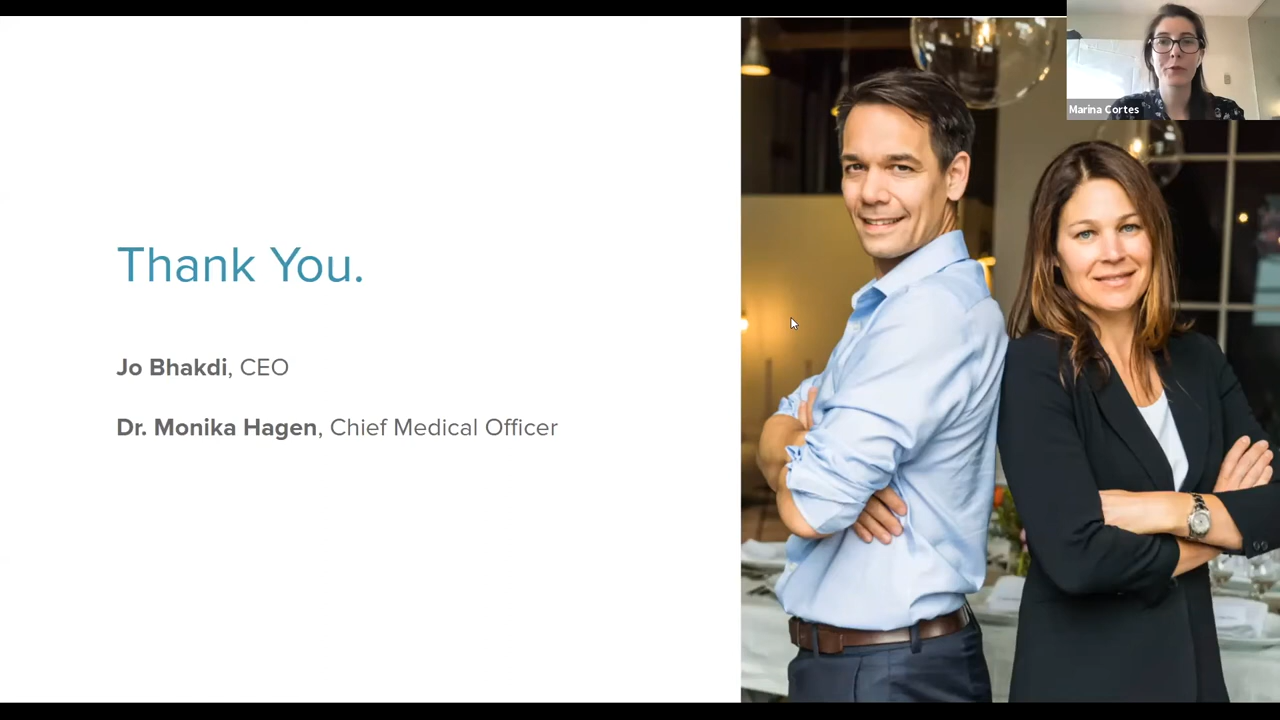 Thank You.
Jo Bhakdi, CEO
Dr. Monika Hagen, Chief Medical Officer
Marina Cortes